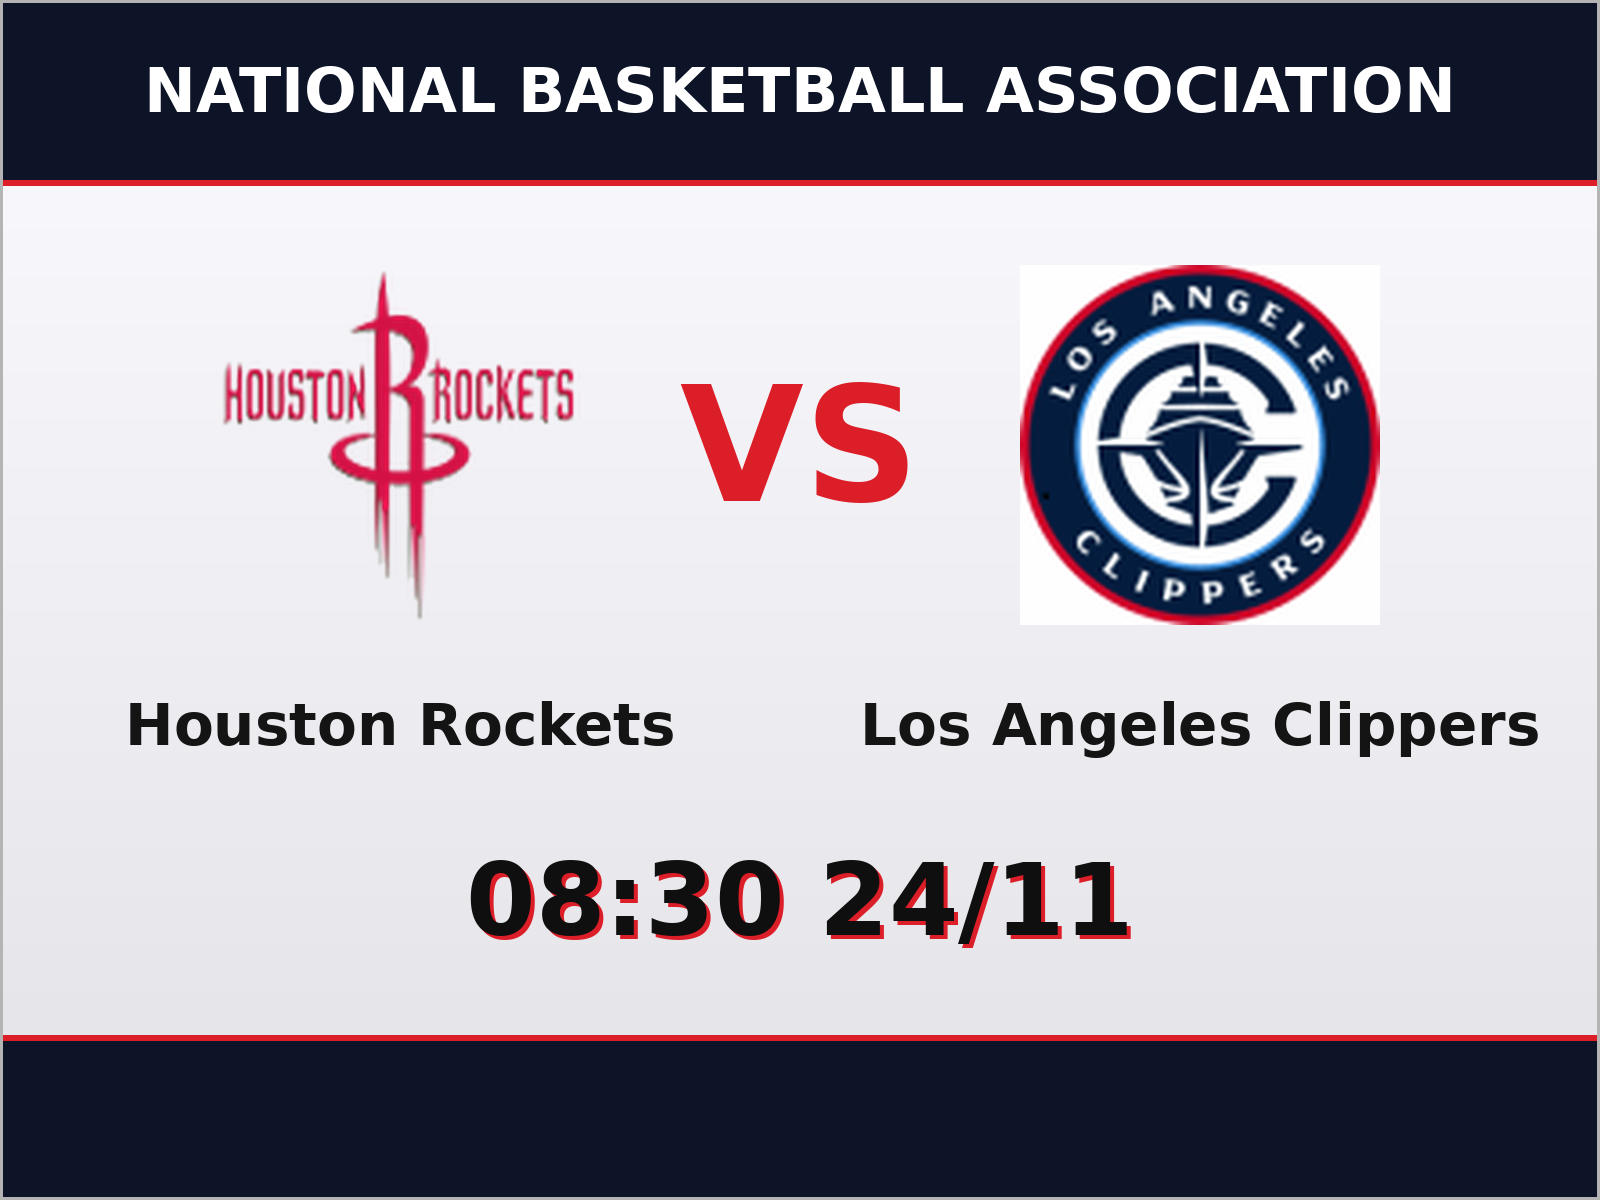 NATIONAL BASKETBALL ASSOCIATION
HOUSTON ROCKETS
VS
LOS ANGELES
CLIPPERS
Houston Rockets
Los Angeles Clippers
08:30 24/11